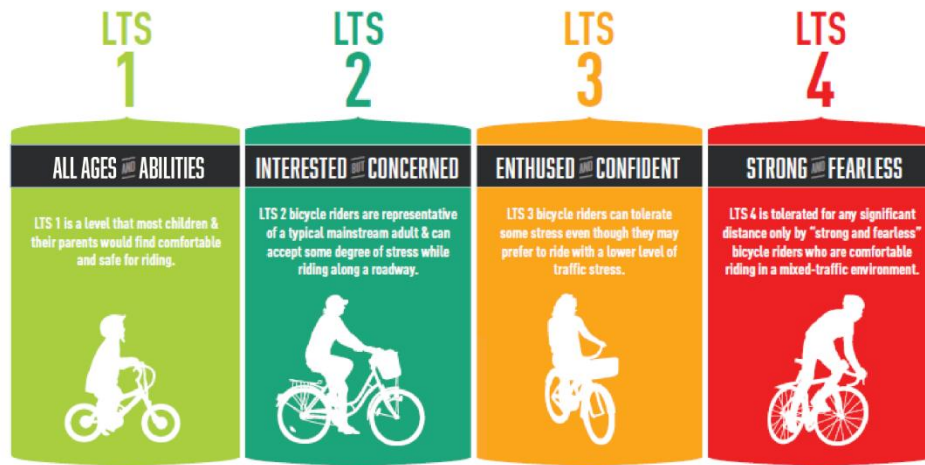 LTS
1
ALL AGES AND ABILITIES
LTS 1 is a level that most children &
their parents would find comfortable
and safe for riding.
LTS
2
INTERESTED BUT CONCERNED
LTS 2 bicycle riders are representative
of a typical mainstream adult & can
accept some degree of stress while
riding along a roadway.
LTS
3
ENTHUSED AND CONFIDENT
LTS 3 bicycle riders can tolerate
some stress even though they may
prefer to ride with a lower level of
traffic stress.
LTS
4
STRONG AND FEARLESS
LTS 4 is tolerated for any significant
distance only by "strong and fearless"
bicycle riders who are comfortable
riding in a mixed-traffic environment.